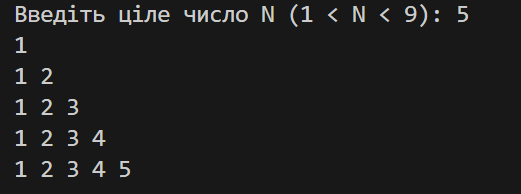 Введіть ціле число N (1 < N < 9): 5
1
1 2
1 2 3
1 2 3 4
1 2 3 4 5